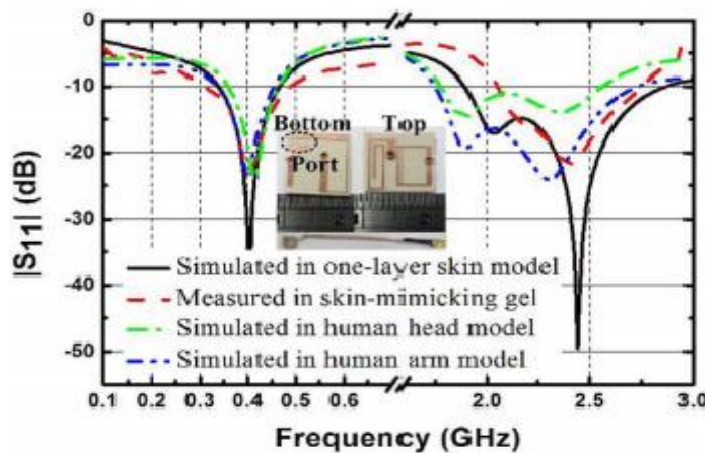 0
-10
-20
-30
-40
-50
|S11| (dB)
Bottom Top
Port
Simulated in one-layer skin model
Measured in skin-mimicking gel
Simulated in human head model
Simulated in human arm model
0.1 0.2 0.3 0.4 0.5 0.6 2.0 2.5 3.0
Frequency (GHz)